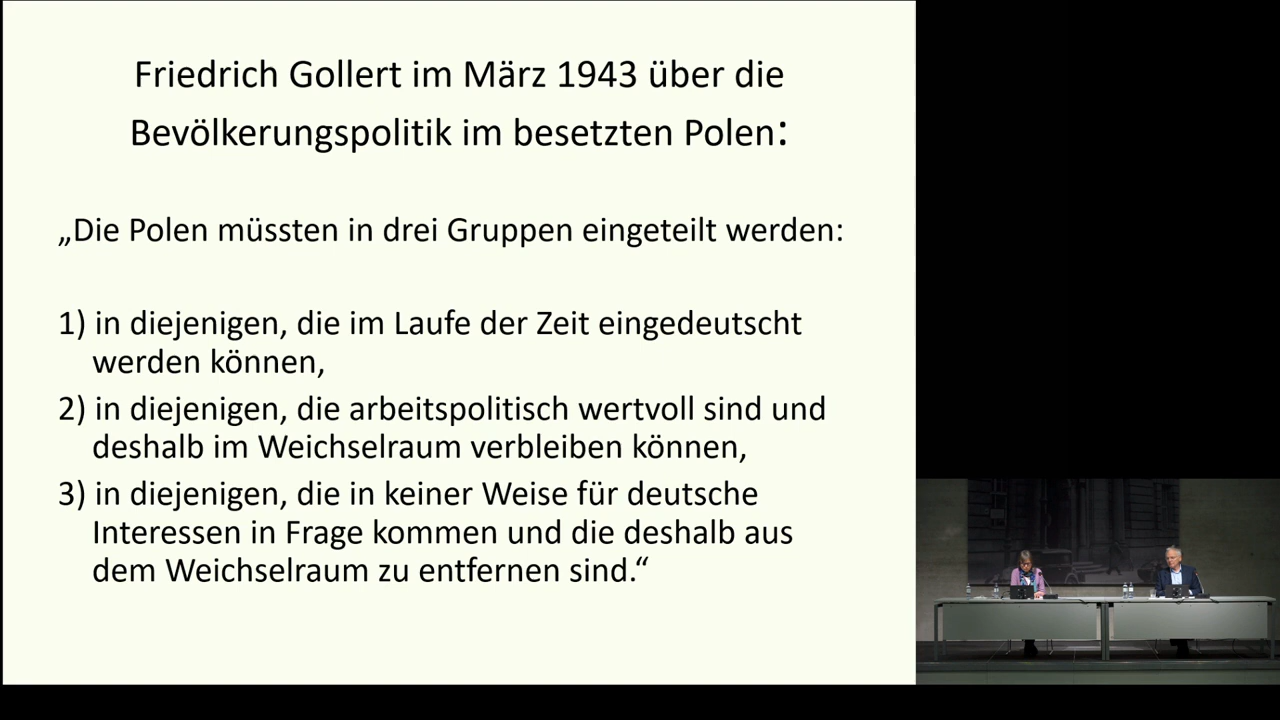 Friedrich Gollert im März 1943 über die
Bevölkerungspolitik im besetzten Polen:
„Die Polen müssten in drei Gruppen eingeteilt werden:
1) in diejenigen, die im Laufe der Zeit eingedeutscht
werden können,
2) in diejenigen, die arbeitspolitisch wertvoll sind und
deshalb im Weichselraum verbleiben können,
3) in diejenigen, die in keiner Weise für deutsche
Interessen in Frage kommen und die deshalb aus
dem Weichselraum zu entfernen sind.“